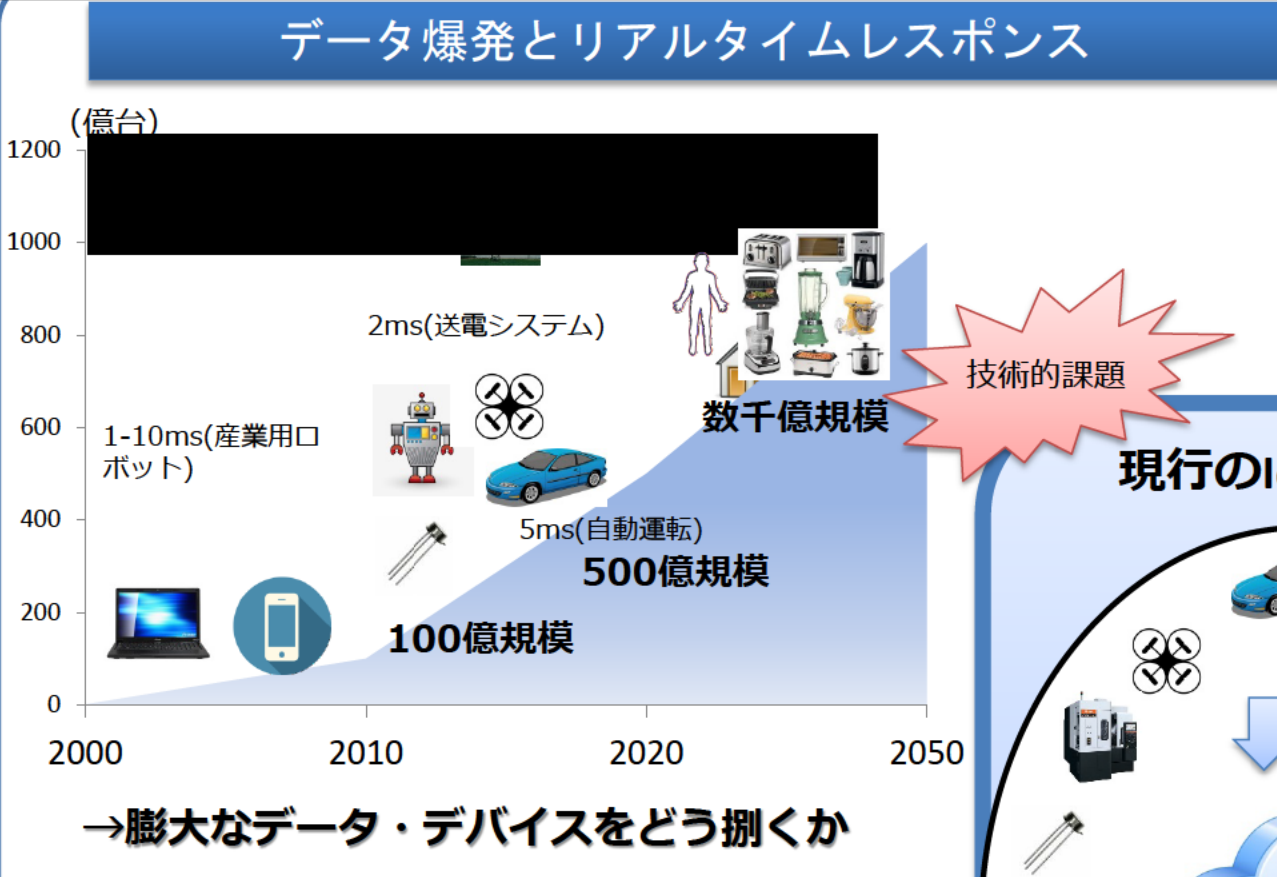 データ爆発とリアルタイムレスポンス
(億台)
1200
1000
800
600
400
200
0
2ms(送電システム)
1-10ms(産業用ロ
ボット)
5ms(自動運転)
100億規模
500億規模
数千億規模
2000
2010
2020
2050
→膨大なデータ・デバイスをどう捌くか
技術的課題
現行の